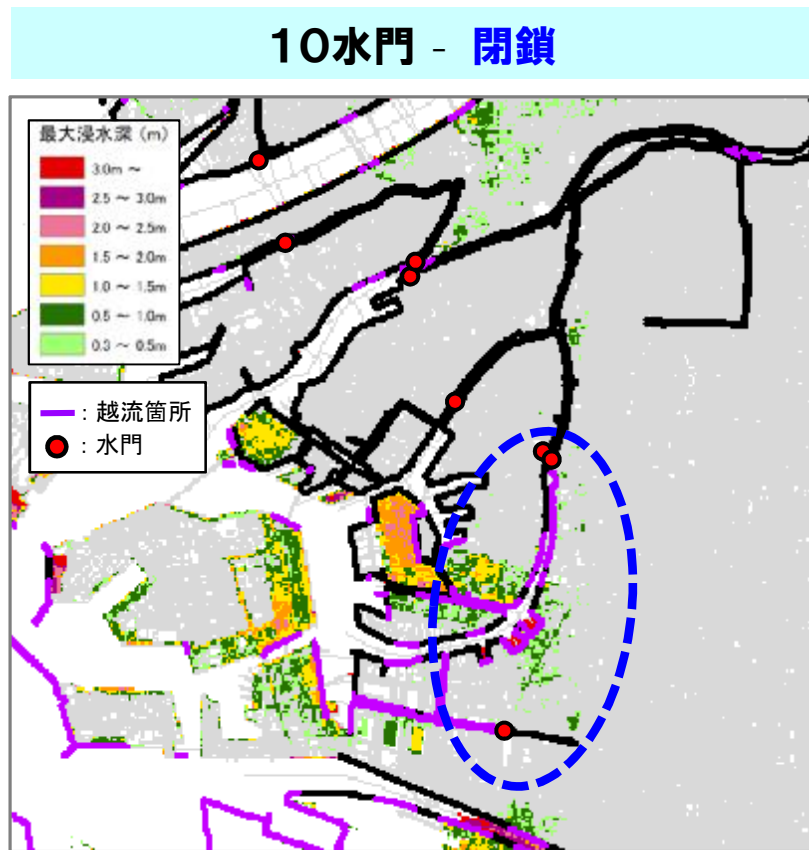 10水門 - 閉鎖
最大浸水深 (m)
3.0m ~
2.5 ~ 3.0m
2.0 ~ 2.5m
1.5 ~ 2.0m
1.0 ~ 1.5m
0.5 ~ 1.0m
0.3 ~ 0.5m
: 越流箇所
: 水門